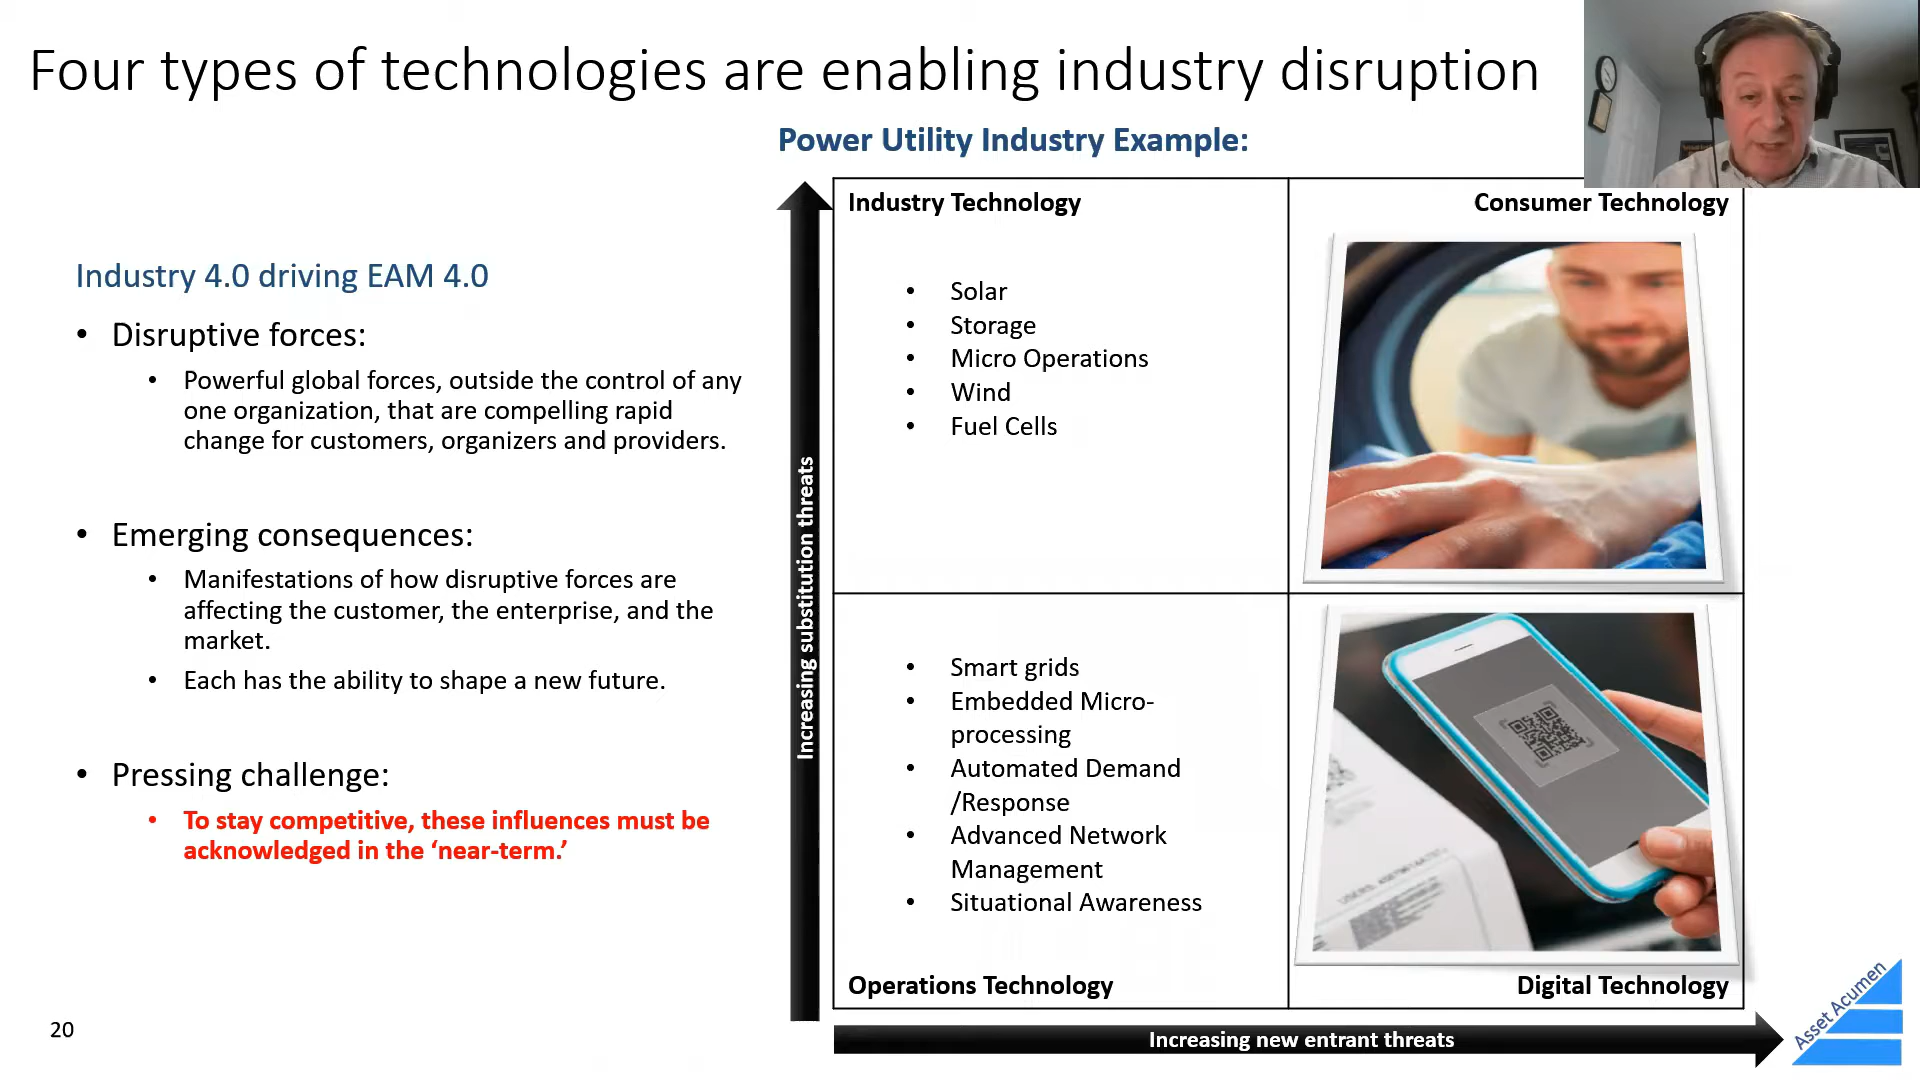 Four types of technologies are enabling industry disruption
Power Utility Industry Example:
Industry 4.0 driving EAM 4.0
• Disruptive forces:
• Powerful global forces, outside the control of any
one organization, that are compelling rapid
change for customers, organizers and providers.
• Emerging consequences:
• Manifestations of how disruptive forces are
affecting the customer, the enterprise, and the
market.
• Each has the ability to shape a new future.
• Pressing challenge:
• To stay competitive, these influences must be
acknowledged in the ‘near-term.’
20
Increasing substitution threats
Industry Technology
• Solar
• Storage
• Micro Operations
• Wind
• Fuel Cells
Consumer Technology
• Smart grids
• Embedded Micro-
processing
• Automated Demand
/Response
• Advanced Network
Management
• Situational Awareness
Operations Technology
Digital Technology
Increasing new entrant threats
Asset Acumen